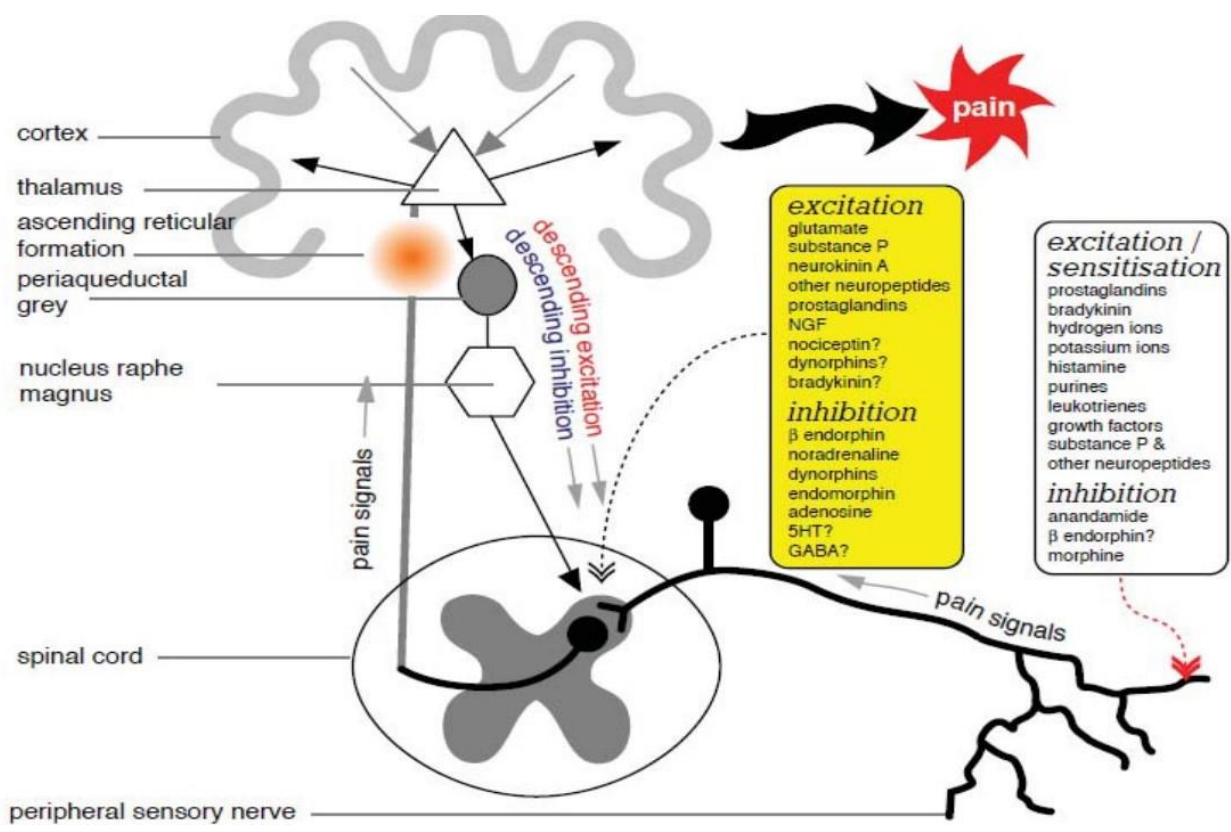 cortex
thalamus
ascending reticular
formation
periaqueductal
grey
nucleus raphe
magnus
pain signals
spinal cord
peripheral sensory nerve
descending excitation
descending inhibition
pain
excitation
glutamate
substance P
neurokinin A
other neuropeptides
prostaglandins
NGF
nociceptin?
dynorphins?
bradykinin?
inhibition
β endorphin
noradrenaline
dynorphins
endomorphin
adenosine
5HT?
GABA?
excitation /
sensitisation
prostaglandins
bradykinin
hydrogen ions
potassium ions
histamine
purines
leukotrienes
growth factors
substance P &
other neuropeptides
inhibition
anandamide
β endorphin?
morphine
pain signals